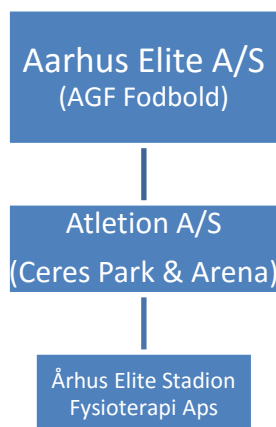 Aarhus Elite A/S
(AGF Fodbold)
Atletion A/S
(Ceres Park & Arena)
Århus Elite Stadion
Fysioterapi Aps